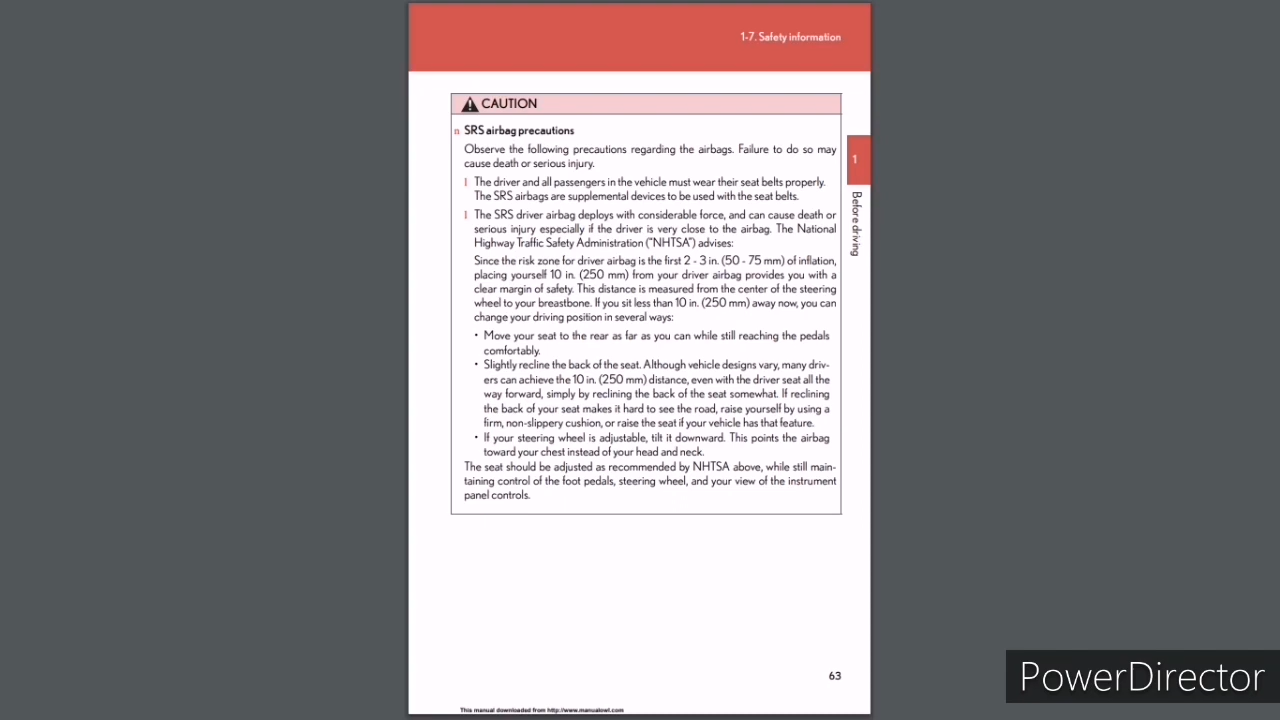 1-7. Safety information
CAUTION
n SRS airbag precautions
Observe the following precautions regarding the airbags. Failure to do so may
cause death or serious injury.
l The driver and all passengers in the vehicle must wear their seat belts properly.
The SRS airbags are supplemental devices to be used with the seat belts.
l The SRS driver airbag deploys with considerable force, and can cause death or
serious injury especially if the driver is very close to the airbag. The National
Highway Traffic Safety Administration ("NHTSA") advises:
Since the risk zone for driver airbag is the first 2 - 3 in. (50 - 75 mm) of inflation,
placing yourself 10 in. (250 mm) from your driver airbag provides you with a
clear margin of safety. This distance is measured from the center of the steering
wheel to your breastbone. If you sit less than 10 in. (250 mm) away now, you can
change your driving position in several ways:
• Move your seat to the rear as far as you can while still reaching the pedals
comfortably.
• Slightly recline the back of the seat. Although vehicle designs vary, many driv-
ers can achieve the 10 in. (250 mm) distance, even with the driver seat all the
way forward, simply by reclining the back of the seat somewhat. If reclining
the back of your seat makes it hard to see the road, raise yourself by using a
firm, non-slippery cushion, or raise the seat if your vehicle has that feature.
• If your steering wheel is adjustable, tilt it downward. This points the airbag
toward your chest instead of your head and neck.
The seat should be adjusted as recommended by NHTSA above, while still main-
taining control of the foot pedals, steering wheel, and your view of the instrument
panel controls.
1
Before driving
63
This manual downloaded from http://www.manualowl.com
PowerDirector